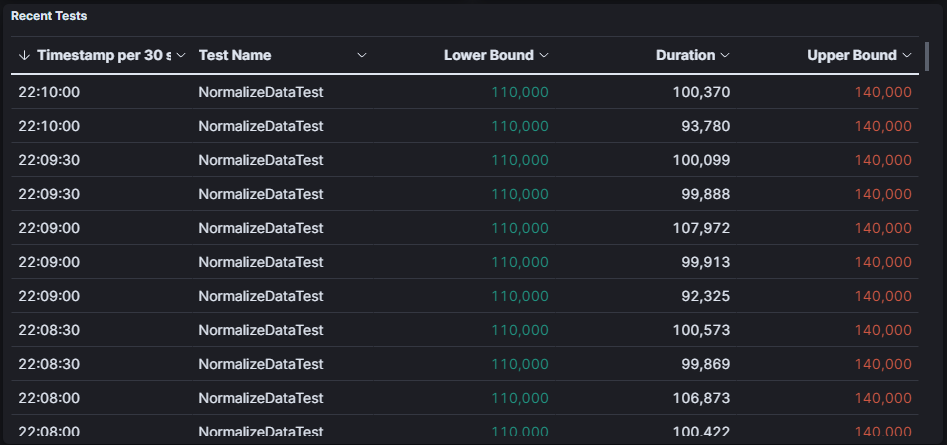 Recent Tests
Timestamp per 30 s Test Name Lower Bound Duration Upper Bound
22:10:00 NormalizeDataTest 110,000 100,370 140,000
22:10:00 NormalizeDataTest 110,000 93,780 140,000
22:09:30 NormalizeDataTest 110,000 100,099 140,000
22:09:30 NormalizeDataTest 110,000 99,888 140,000
22:09:00 NormalizeDataTest 110,000 107,972 140,000
22:09:00 NormalizeDataTest 110,000 99,913 140,000
22:09:00 NormalizeDataTest 110,000 92,325 140,000
22:08:30 NormalizeDataTest 110,000 100,573 140,000
22:08:30 NormalizeDataTest 110,000 99,869 140,000
22:08:00 NormalizeDataTest 110,000 106,873 140,000
22:08:00 NormalizeDataTest 110,000 100,422 140,000